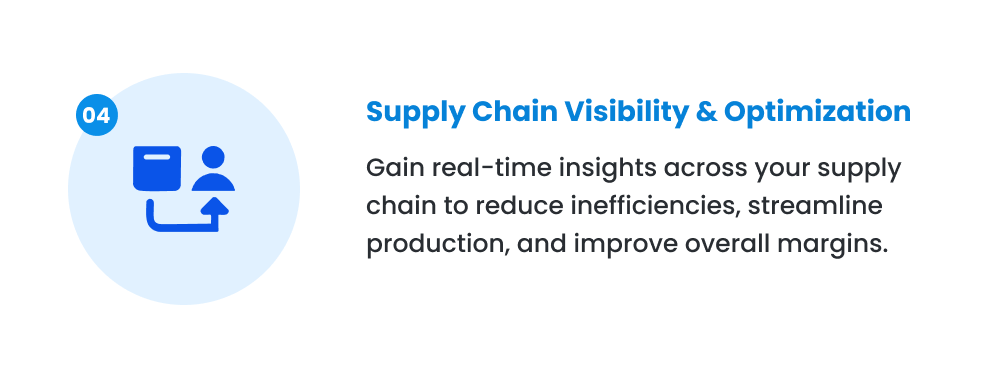 04
Supply Chain Visibility & Optimization
Gain real-time insights across your supply
chain to reduce inefficiencies, streamline
production, and improve overall margins.